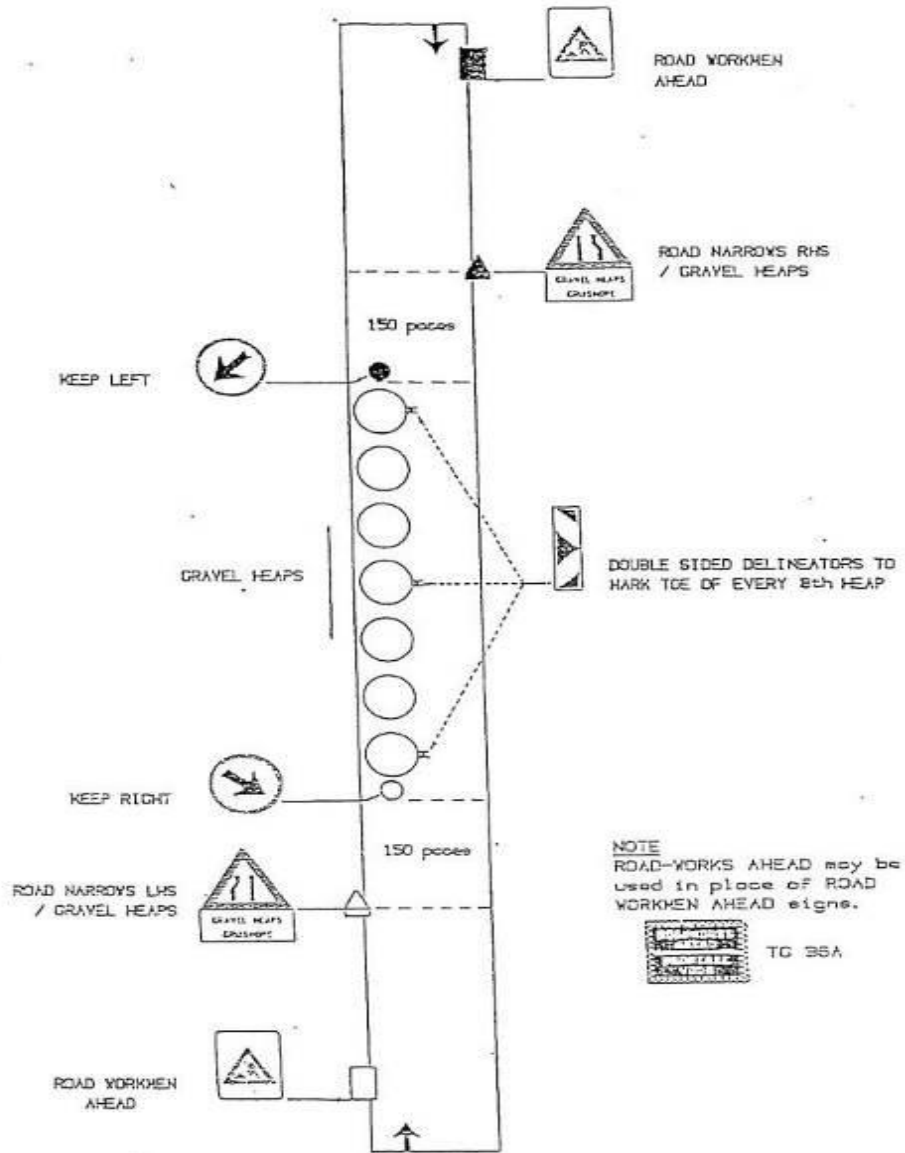 ROAD WORKMEN
AHEAD
ROAD NARROWS RHS
/ GRAVEL HEAPS
GRAVEL HEAPS
150 paces
KEEP LEFT
GRAVEL HEAPS
DOUBLE SIDED DELINEATORS TO
MARK TOE OF EVERY 8th HEAP
KEEP RIGHT
150 paces
NOTE
ROAD-WORKS AHEAD may be
used in place of ROAD
WORKMEN AHEAD signs.
ROAD NARROWS LHS
/ GRAVEL HEAPS
GRAVEL HEAPS
ROAD WORKMEN
AHEAD